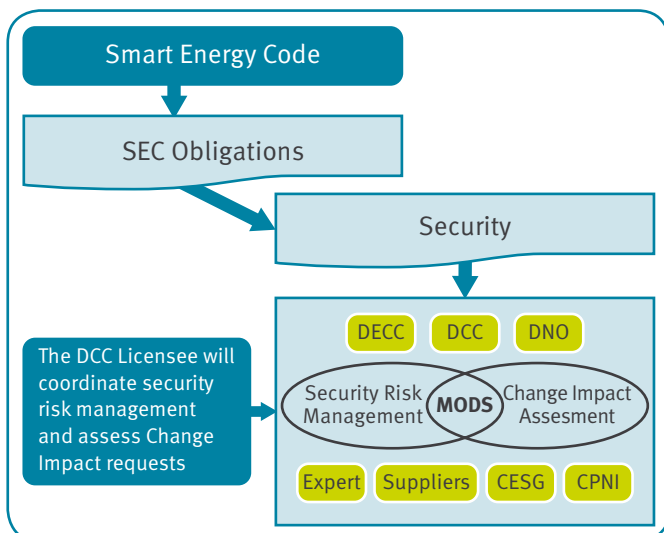 Smart Energy Code
SEC Obligations
Security
The DCC Licensee will
coordinate security
risk management
and assess Change
Impact requests
DECC DCC DNO
Security Risk
Management
MODS
Change Impact
Assesment
Expert Suppliers CESG CPNI